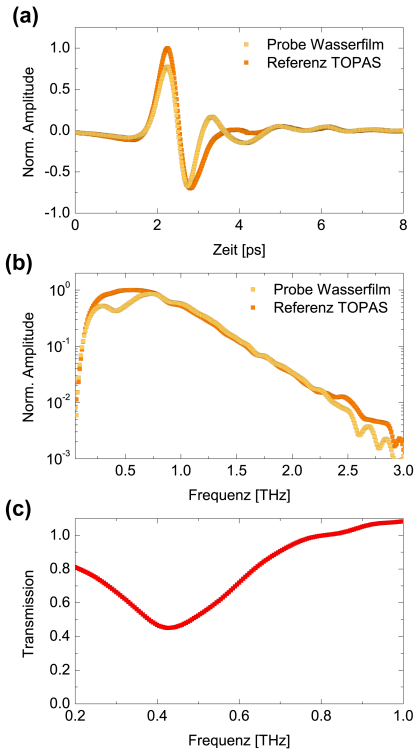 (a)
1.0
0.5
0.0
-0.5
-1.0
Norm. Amplitude
Probe Wasserfilm
Referenz TOPAS
0 2 4 6 8
Zeit [ps]
(b)
10⁰
10⁻¹
10⁻²
10⁻³
Norm. Amplitude
Probe Wasserfilm
Referenz TOPAS
0.5 1.0 1.5 2.0 2.5 3.0
Frequenz [THz]
(c)
1.0
0.8
0.6
0.4
0.2
0.0
Transmission
0.2 0.4 0.6 0.8 1.0
Frequenz [THz]